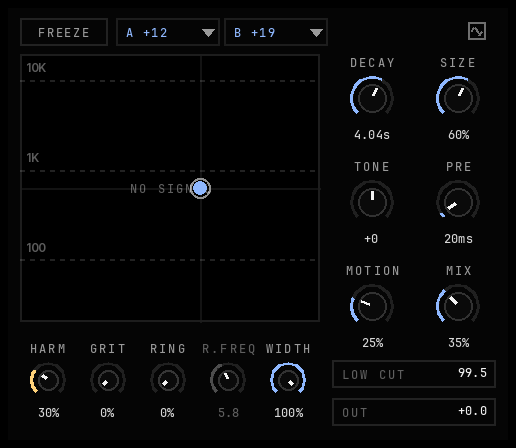 FREEZE
A +12
B +19
10K
1K
NO SIGN
100
DECAY
SIZE
4.04s
60%
TONE
PRE
+0
20ms
MOTION
MIX
25%
35%
HARM
GRIT
RING
R.FREQ
WIDTH
30%
0%
0%
5.8
100%
LOW CUT
99.5
OUT
+0.0